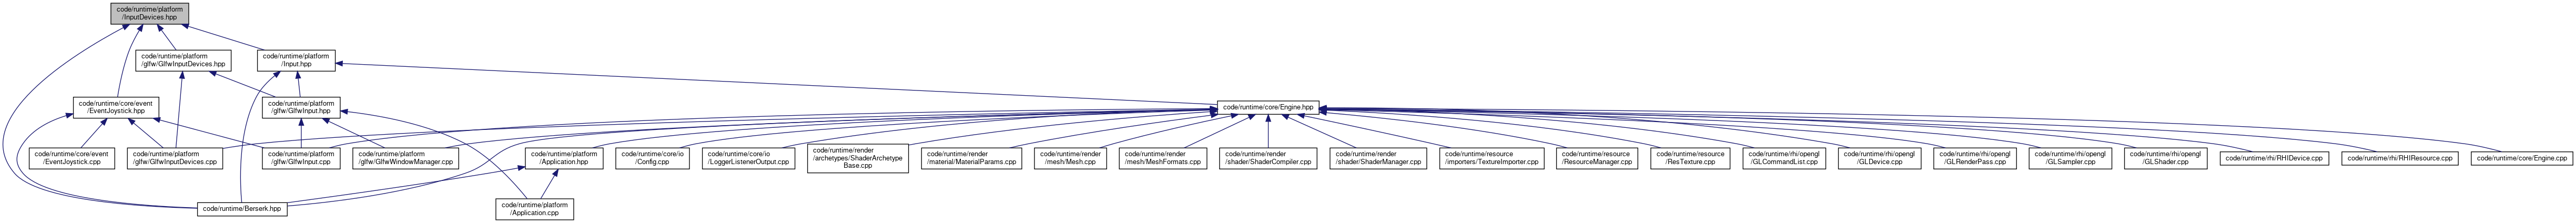 code/runtime/platform
/InputDevices.hpp
code/runtime/platform
/glfw/GlfwInputDevices.hpp
code/runtime/platform
/Input.hpp
code/runtime/core/event
/EventJoystick.hpp
code/runtime/platform
/glfw/GlfwInput.hpp
code/runtime/core/Engine.hpp
code/runtime/core/event
/EventJoystick.cpp
code/runtime/platform
/glfw/GlfwInputDevices.cpp
code/runtime/platform
/glfw/GlfwInput.cpp
code/runtime/platform
/glfw/GlfwWndowManager.cpp
code/runtime/platform
/Application.hpp
code/runtime/core/io
/Config.cpp
code/runtime/core/io
/LoggerListenerOutput.cpp
code/runtime/render
/archetypes/ShaderArchetype
Base.cpp
code/runtime/render
/material/MaterialParams.cpp
code/runtime/render
/mesh/Mesh.cpp
code/runtime/render
/mesh/MeshFormats.cpp
code/runtime/render
/shader/ShaderCompiler.cpp
code/runtime/render
/shader/ShaderManager.cpp
code/runtime/resource
/importers/TextureImporter.cpp
code/runtime/resource
/ResourceManager.cpp
code/runtime/resource
/ResTexture.cpp
code/runtime/rhi/opengl
/GLCommandList.cpp
code/runtime/rhi/opengl
/GLDevice.cpp
code/runtime/rhi/opengl
/GLRenderPass.cpp
code/runtime/rhi/opengl
/GLSampler.cpp
code/runtime/rhi/opengl
/GLShader.cpp
code/runtime/rhi/RHIDevice.cpp
code/runtime/rhi/RHIResource.cpp
code/runtime/core/Engine.cpp
code/runtime/Berserk.hpp
code/runtime/platform
/Application.cpp